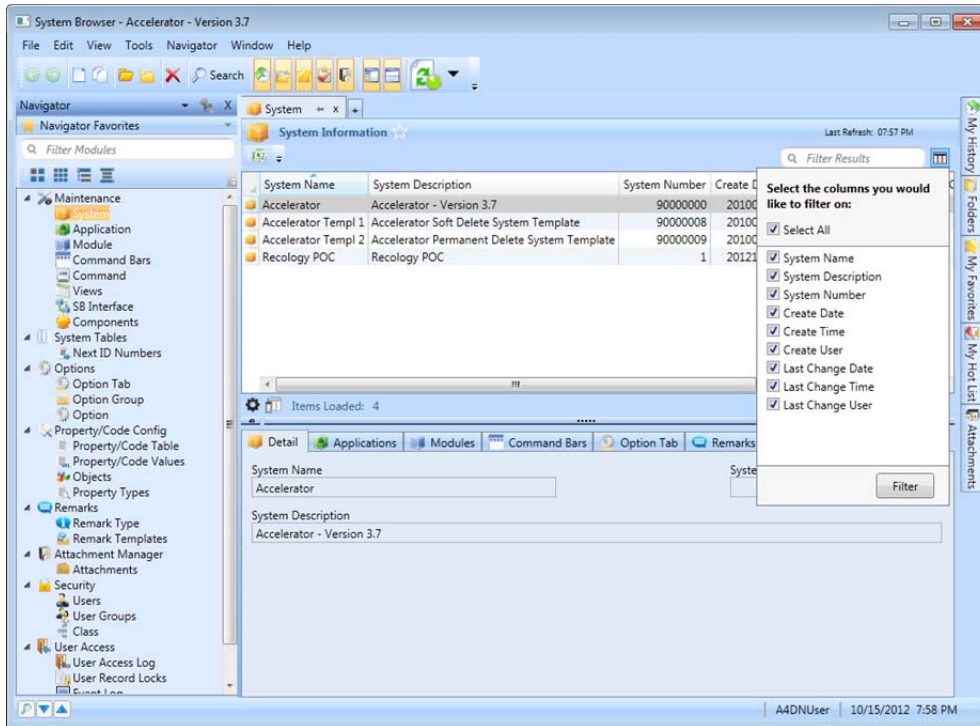 System Browser - Accelerator - Version 3.7
File Edit View Tools Navigator Window Help
Search
Navigator
X
Navigator Favorites
Filter Modules
Maintenance
System
Application
Module
Command Bars
Command
Views
SB Interface
Components
System Tables
Next ID Numbers
Options
Option Tab
Option Group
Option
Property/Code Config
Property/Code Table
Property/Code Values
Objects
Property Types
Remarks
Remark Type
Remark Templates
Attachment Manager
Attachments
Security
Users
User Groups
Class
User Access
User Access Log
User Record Locks
Event Log
System x +
System Information
Last Refresh: 07:57 PM
Filter Results
System Name System Description System Number Create D
Accelerator Accelerator - Version 3.7 90000000 20100
Accelerator Templ 1 Accelerator Soft Delete System Template 90000008 20100
Accelerator Templ 2 Accelerator Permanent Delete System Template 90000009 20100
Recology POC Recology POC 1 20121
Items Loaded: 4
Select the columns you would
like to filter on:
Select All
System Name
System Description
System Number
Create Date
Create Time
Create User
Last Change Date
Last Change Time
Last Change User
Filter
Detail Applications Modules Command Bars Option Tab Remarks
System Name
Syste
Accelerator
System Description
Accelerator - Version 3.7
My History
Folders
My Favorites
My Hot List
Attachments
A4DNUser 10/15/2012 7:58 PM